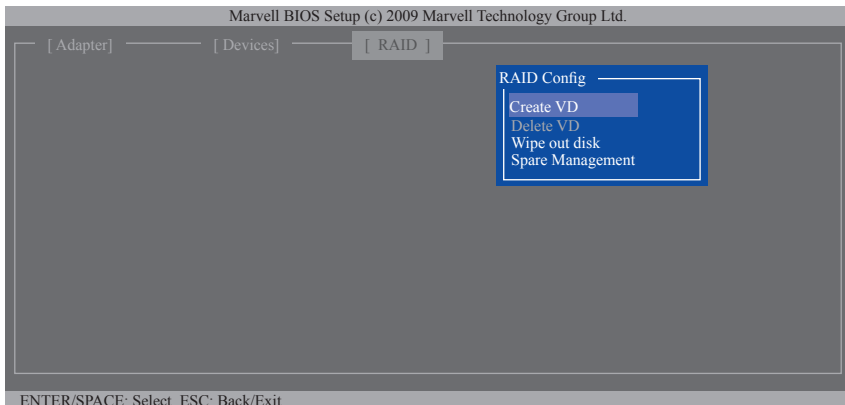 Marvell BIOS Setup (c) 2009 Marvell Technology Group Ltd.
[ Adapter] [ Devices] [ RAID ]
RAID Config
Create VD
Delete VD
Wipe out disk
Spare Management
ENTER/SPACE: Select, ESC: Back/Exit